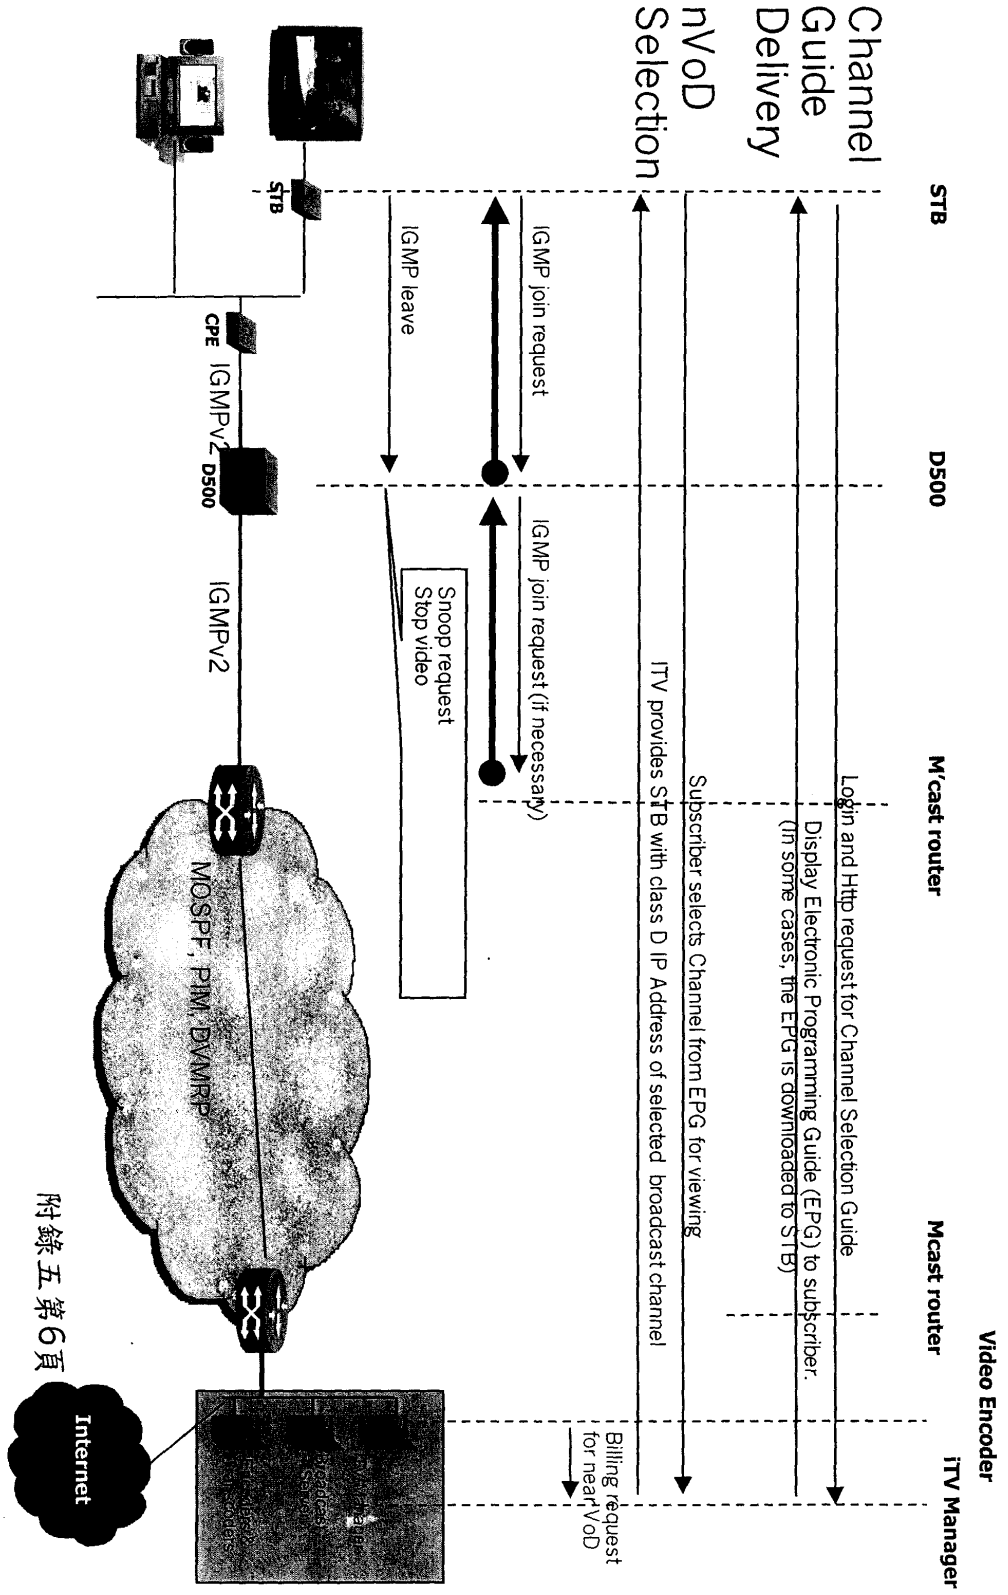 Video Encoder
STB
D500
M'cast router
Mcast router
iTV Manager
Channel
Guide
Delivery
Login and Http request for Channel Selection Guide
Display Electronic Programming Guide (EPG) to subscriber.
(In some cases, the EPG is downloaded to STB)
nVoD
Selection
Subscriber selects Channel from EPG for viewing
ITV provides STB with class D IP Address of selected broadcast channel
Billing request
for near VoD
IGMP join request
IGMP join request (if necessary)
Snoop request
Stop video
IGMP leave
STB
CPE
IGMPv2
D500
IGMPv2
MOSPF, PIM, DVMRP
Internet
附錄五第6頁